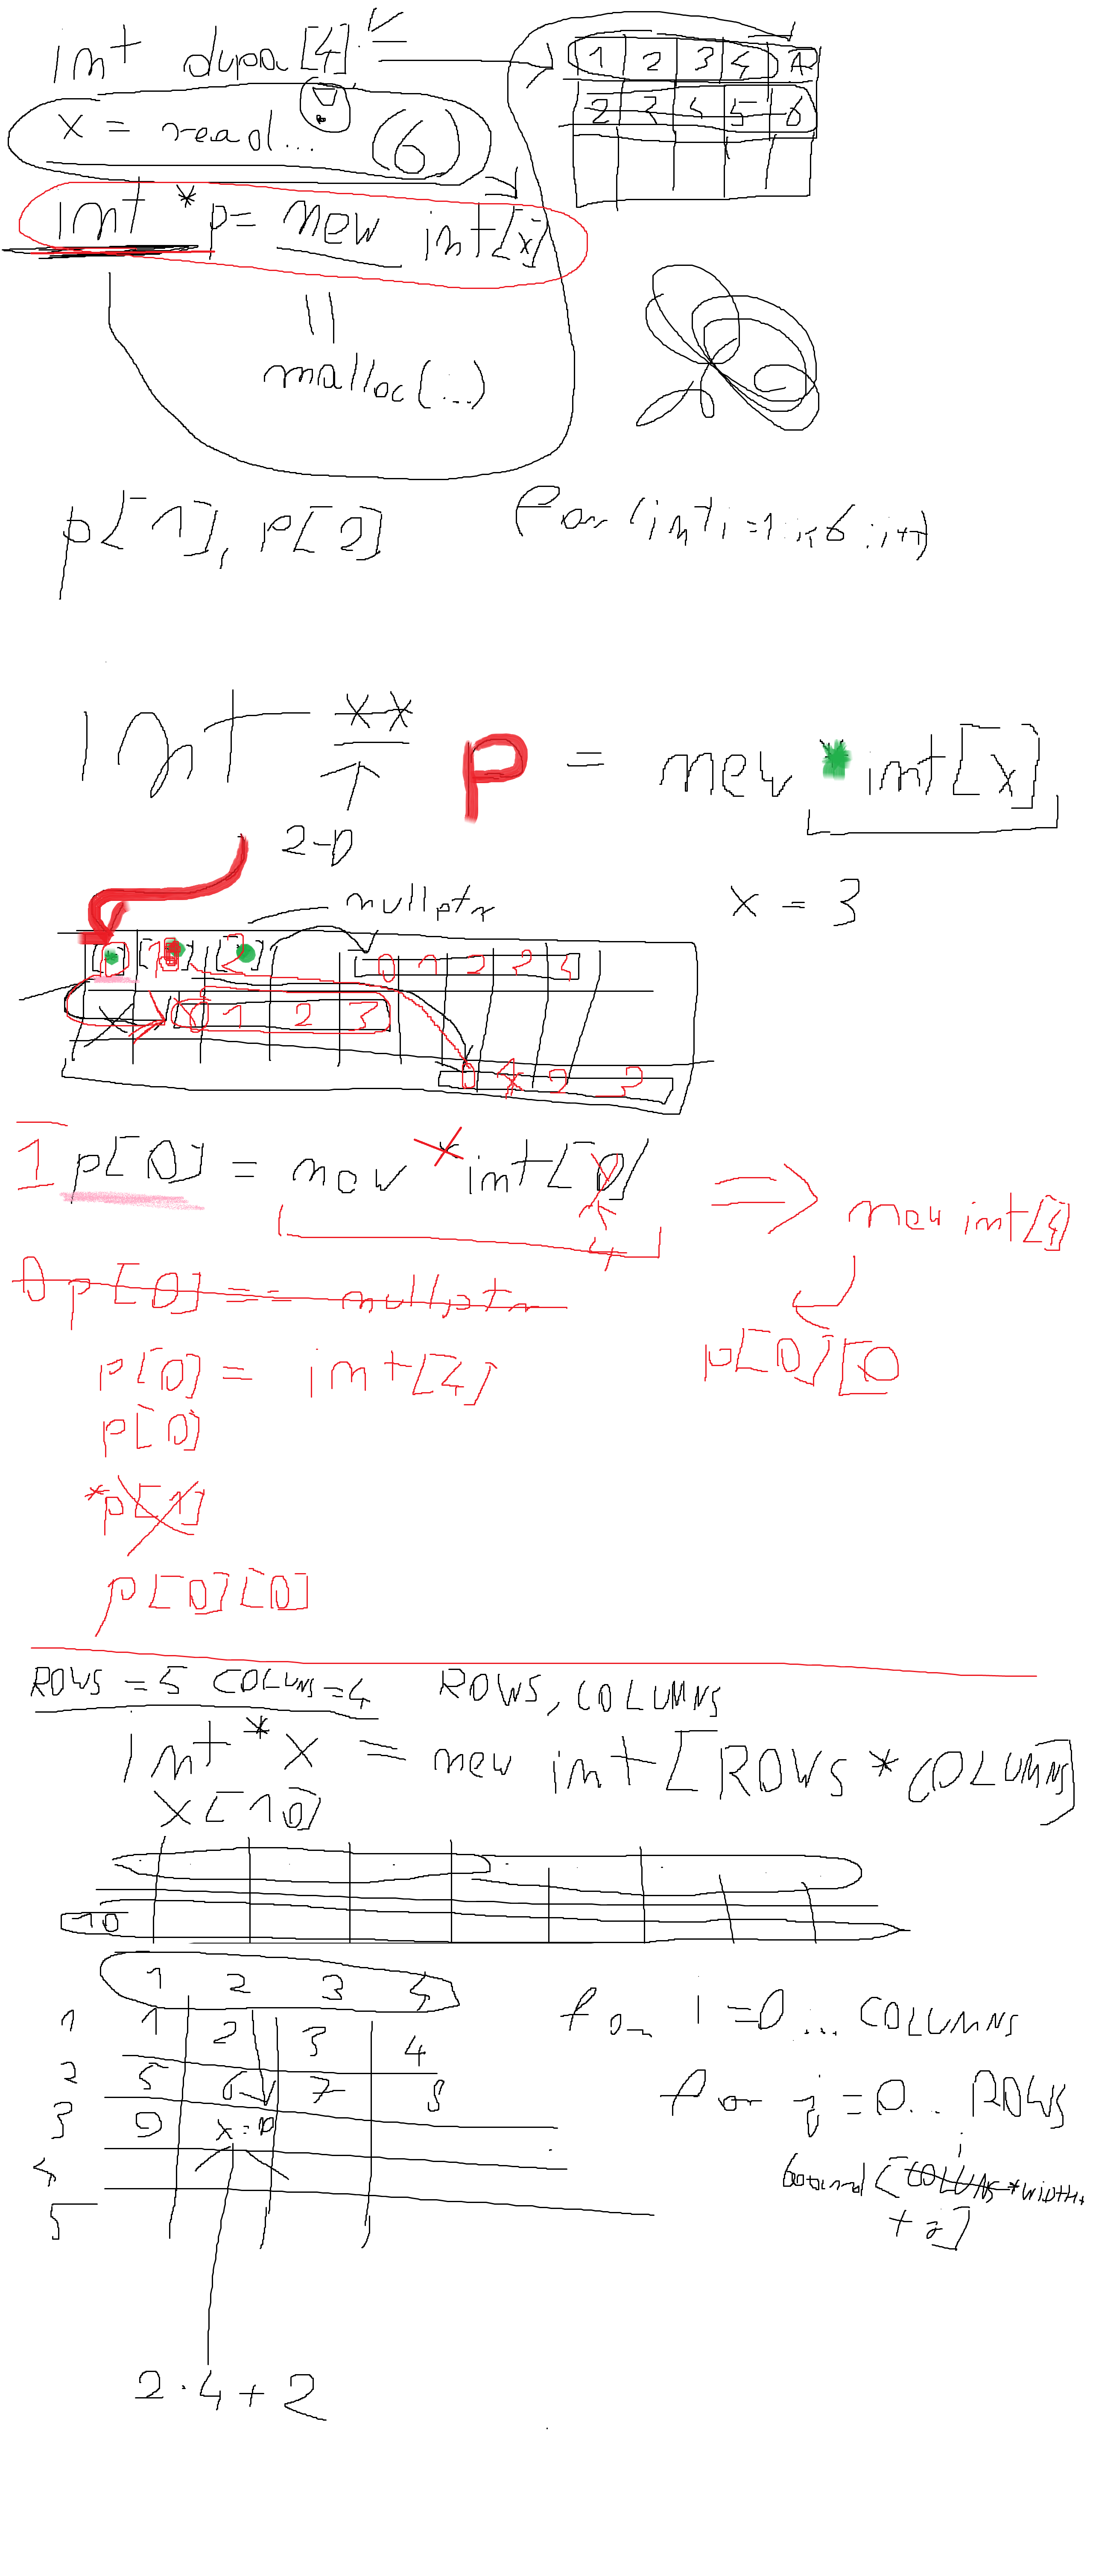 int dupa[4];
1 2 3 4 A
x = read... (6)
2 3 4 5 6
int *p = new int[x]
malloc(...)
p[1], p[2]
for (int i = 1; i < 6; i++)
int ** p = new *int[x]
2-D
x = 3
nullptr
[0] [1] [2]
0 1 2 3 4
0 1 2 3
0 1 2 3
1 p[0] = new *int[0]
4
=> new int[4]
0 p[0] == nullptr
p[0] = int[4]
p[0][0
p[0]
*p[1]
p[0][0]
ROWS = 5 COLUNS=4 ROWS, COLUMNS
int *x = new int[ROWS * COLUMNS]
x[10]
10
1 2 3 4
1 1 2 3 4
2 5 6 7 8
3 9 x=10
4
5
for i=0... COLUMNS
for j=0... ROWS
i
board[COLUNS *WIDTH+
+ j]
2·4+2